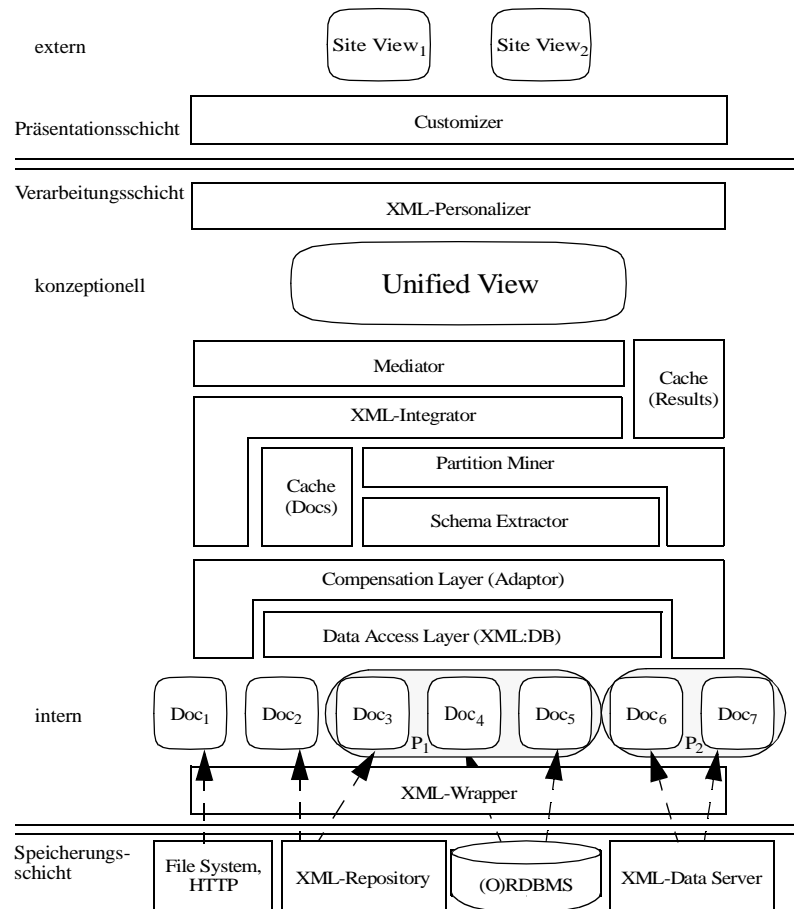 extern
Site View1
Site View2
Präsentationsschicht
Customizer
Verarbeitungsschicht
XML-Personalizer
konzeptionell
Unified View
Mediator
Cache
(Results)
XML-Integrator
Partition Miner
Cache
(Docs)
Schema Extractor
Compensation Layer (Adaptor)
Data Access Layer (XML:DB)
intern
Doc1
Doc2
Doc3
Doc4
Doc5
Doc6
Doc7
P1
P2
XML-Wrapper
Speicherungs-
schicht
File System,
HTTP
XML-Repository
(O)RDBMS
XML-Data Server